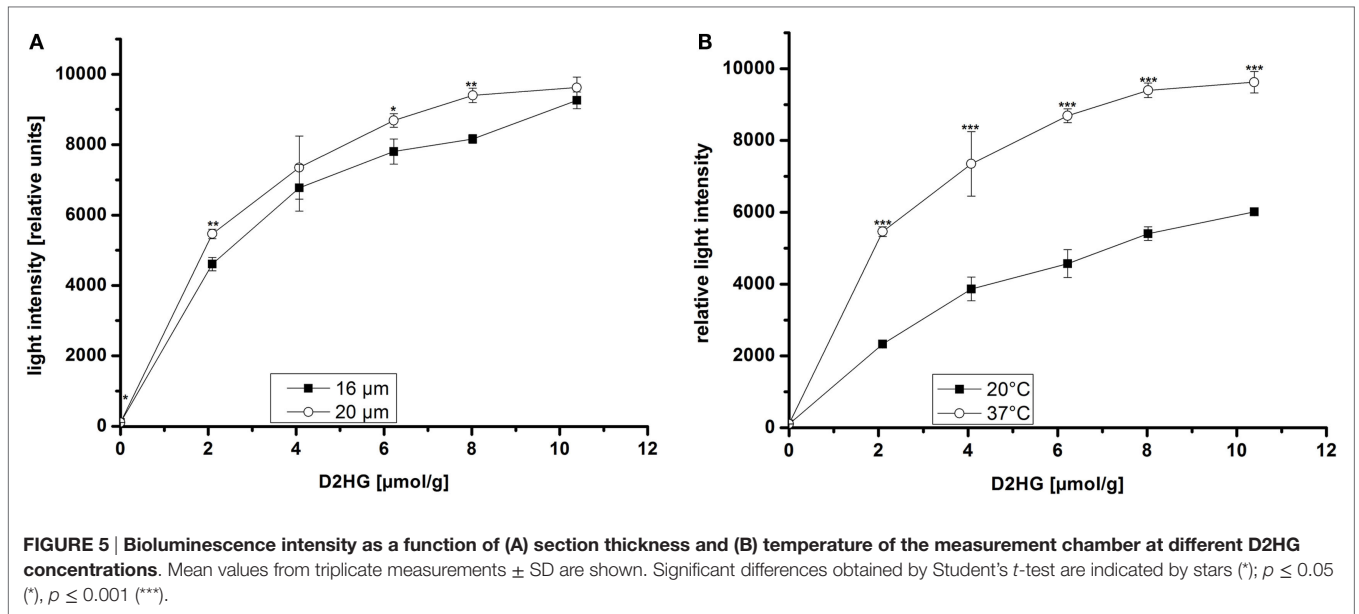 A
10000
8000
6000
4000
2000
0
light intensity [relative units]
**
*
**
*
16 µm
20 µm
0 2 4 6 8 10 12
D2HG [µmol/g]
B
10000
8000
6000
4000
2000
0
relative light intensity
***
***
***
***
***
20°C
37°C
0 2 4 6 8 10 12
D2HG [µmol/g]
FIGURE 5 | Bioluminescence intensity as a function of (A) section thickness and (B) temperature of the measurement chamber at different D2HG
concentrations. Mean values from triplicate measurements ± SD are shown. Significant differences obtained by Student's t-test are indicated by stars (*); p ≤ 0.05
(*), p ≤ 0.001 (***).